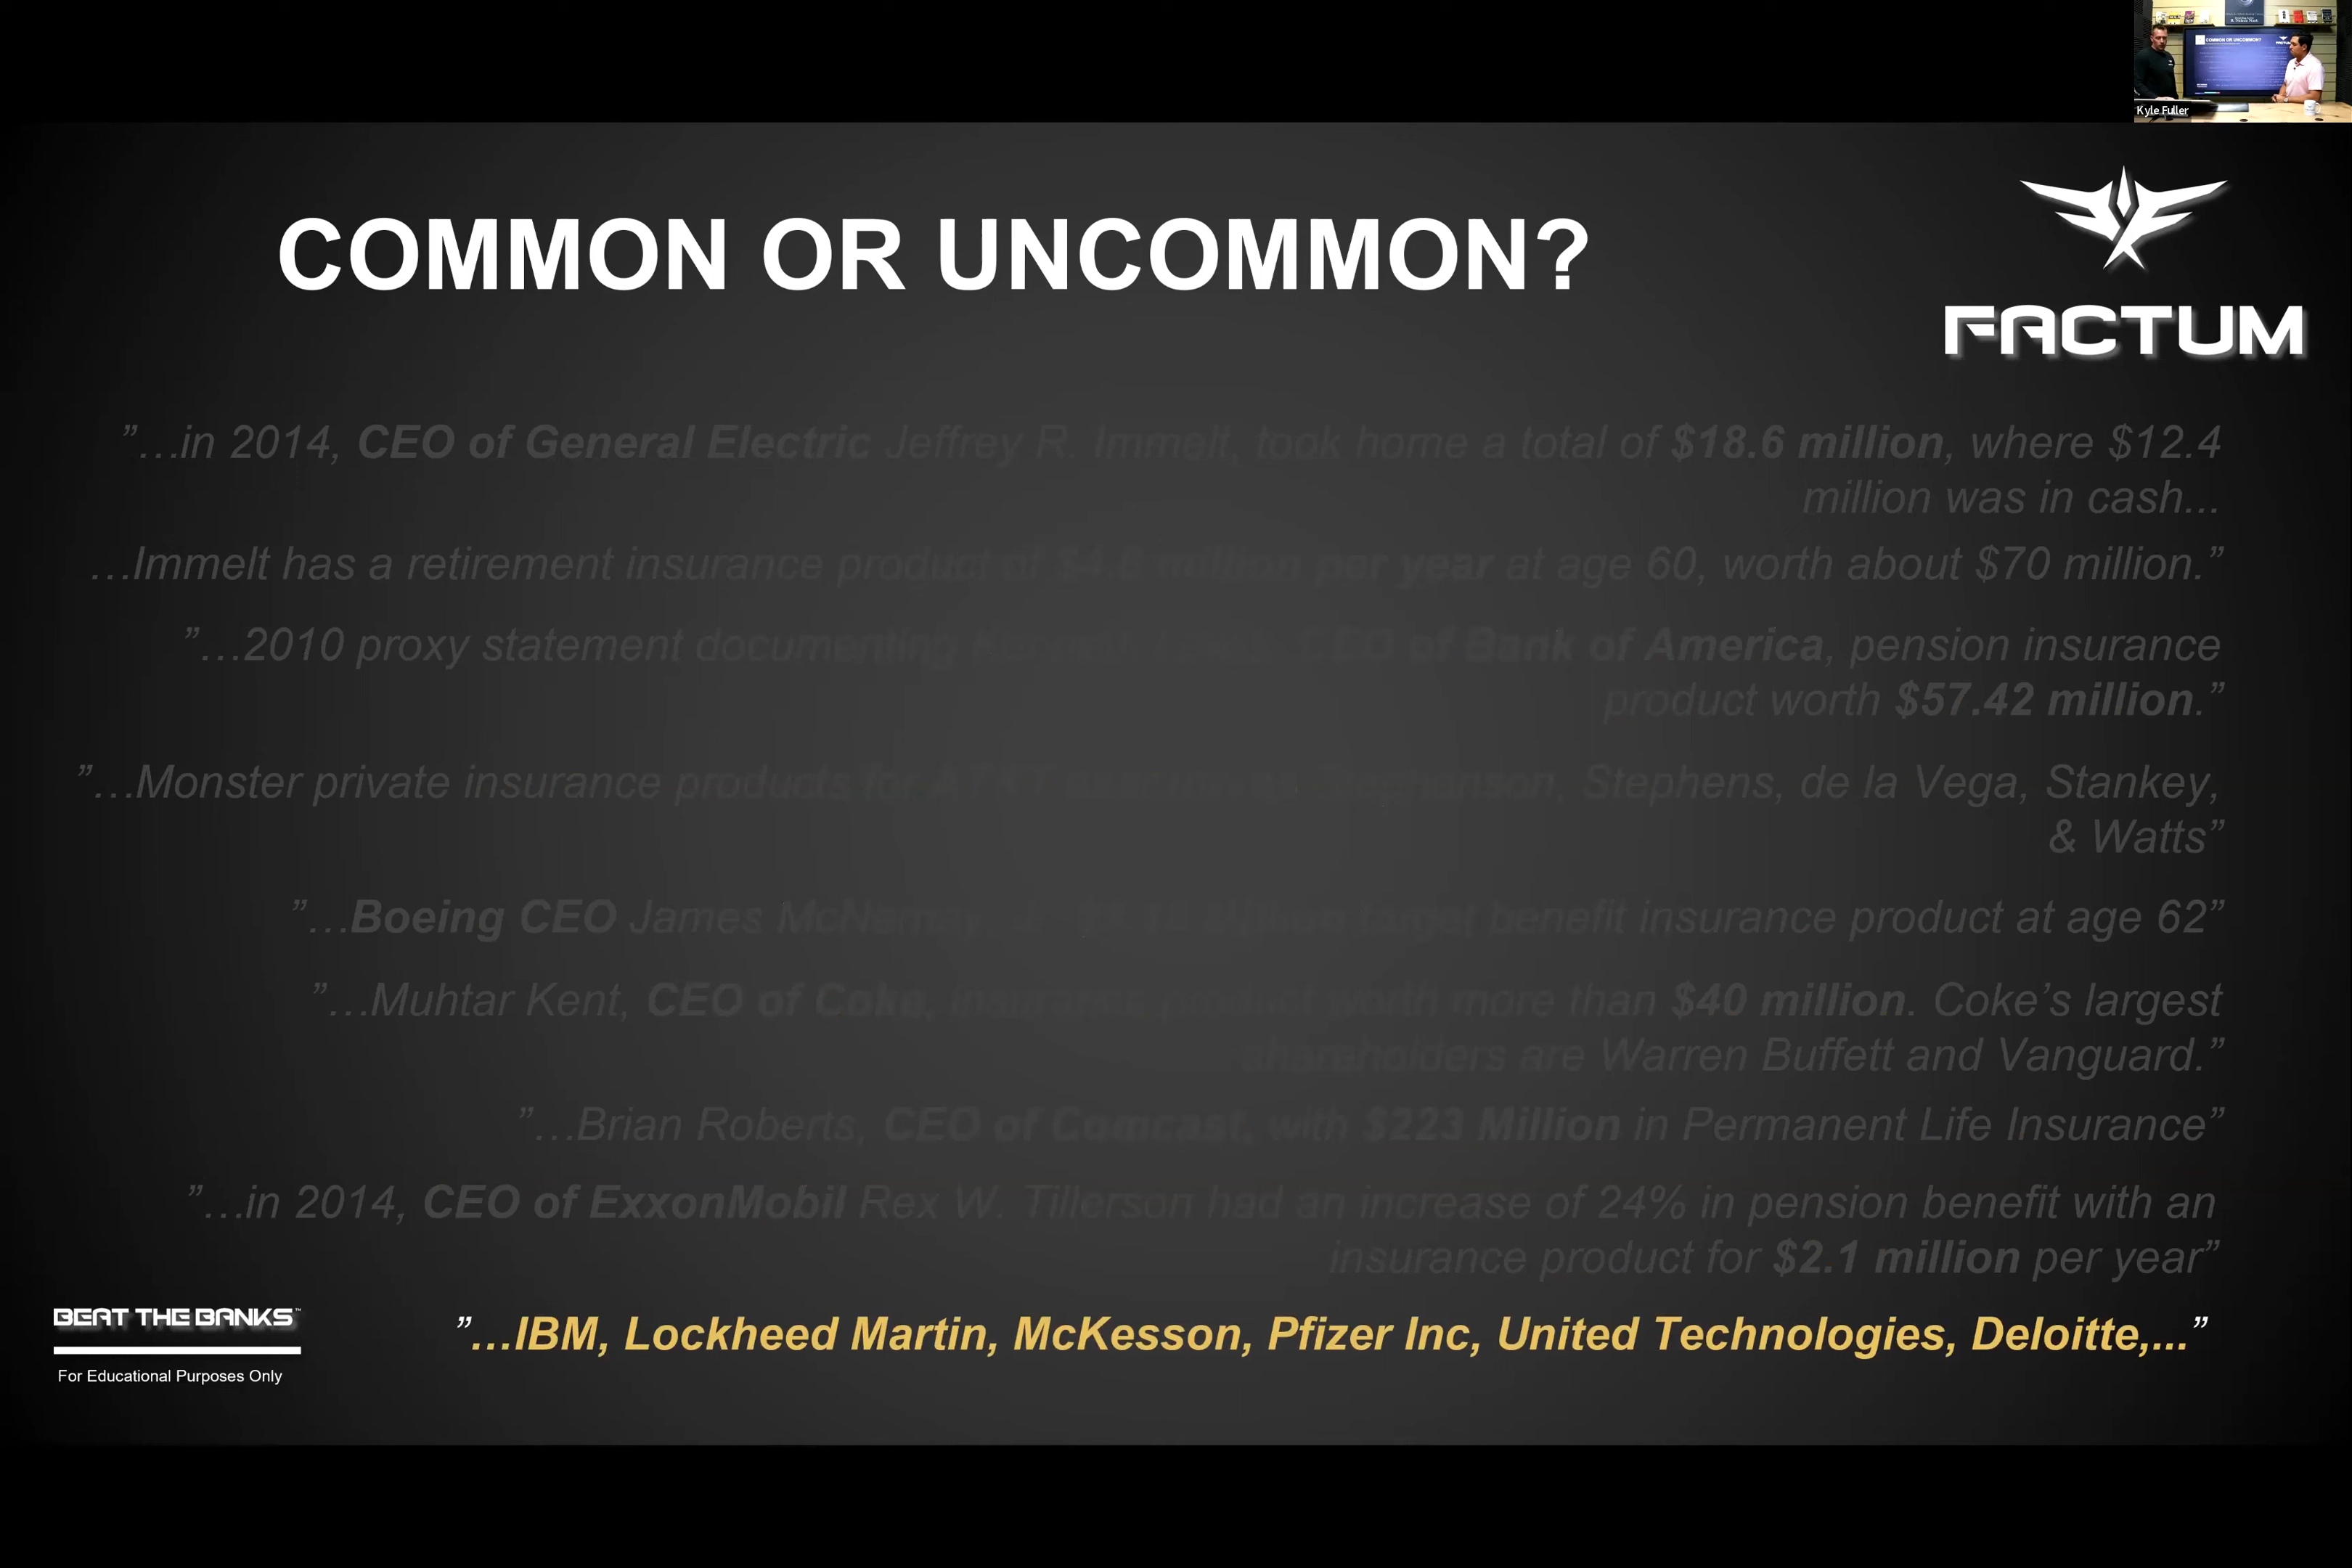 Kyle Fuller
COMMON OR UNCOMMON?
FACTUM
”…in 2014, CEO of General Electric Jeffrey R. Immelt, took home a total of $18.6 million, where $12.4
million was in cash...
…Immelt has a retirement insurance product of $4.8 million per year at age 60, worth about $70 million.”
”…2010 proxy statement documenting CEO of Bank of America, pension insurance
product worth $57.42 million.”
”…Monster private insurance products for Stephens, de la Vega, Stankey,
& Watts”
”…Boeing CEO James McNerney, benefit insurance product at age 62”
”…Muhtar Kent, CEO of Coke, insurance product worth more than $40 million. Coke’s largest
shareholders are Warren Buffett and Vanguard.”
”…Brian Roberts, CEO of Comcast, with $223 Million in Permanent Life Insurance”
”…in 2014, CEO of ExxonMobil Rex W. Tillerson had an increase of 24% in pension benefit with an
insurance product for $2.1 million per year”
BEAT THE BANKS™
”…IBM, Lockheed Martin, McKesson, Pfizer Inc, United Technologies, Deloitte,...”
For Educational Purposes Only